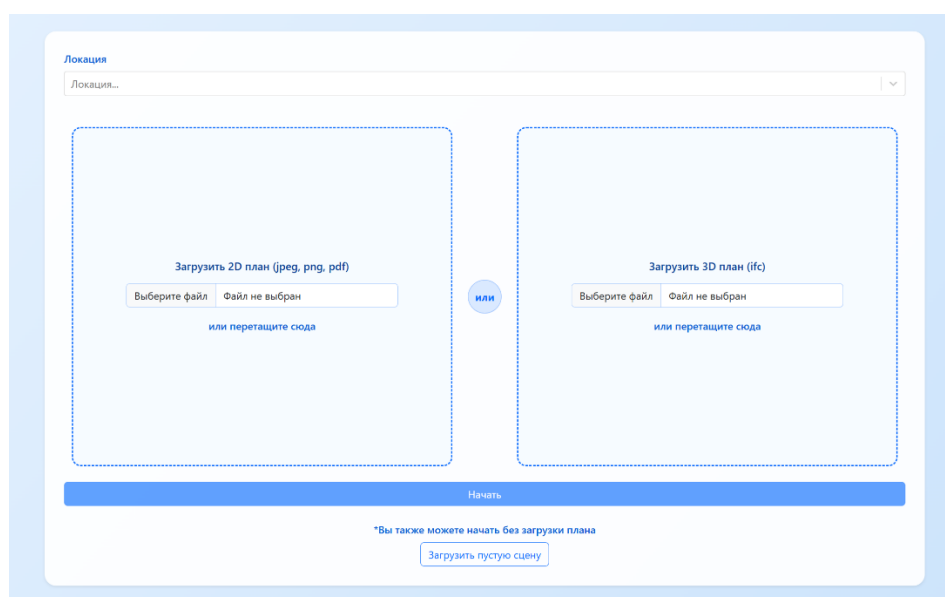 Локация
Локация...
Загрузить 2D план (jpeg, png, pdf)
Выберите файл Файл не выбран
или перетащите сюда
или
Загрузить 3D план (ifc)
Выберите файл Файл не выбран
или перетащите сюда
Начать
*Вы также можете начать без загрузки плана
Загрузить пустую сцену